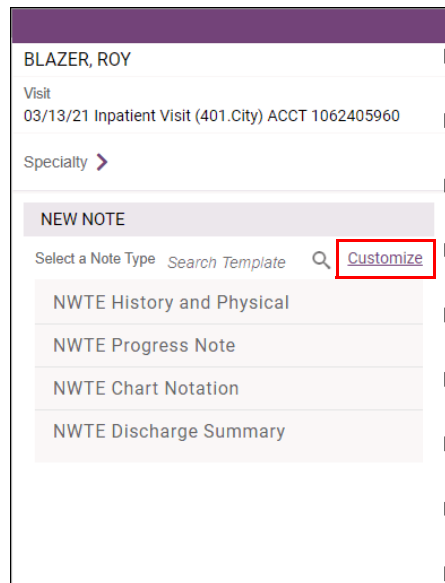 BLAZER, ROY
Visit
03/13/21 Inpatient Visit (401.City) ACCT 1062405960
Specialty
NEW NOTE
Select a Note Type Search Template Customize
NWTE History and Physical
NWTE Progress Note
NWTE Chart Notation
NWTE Discharge Summary